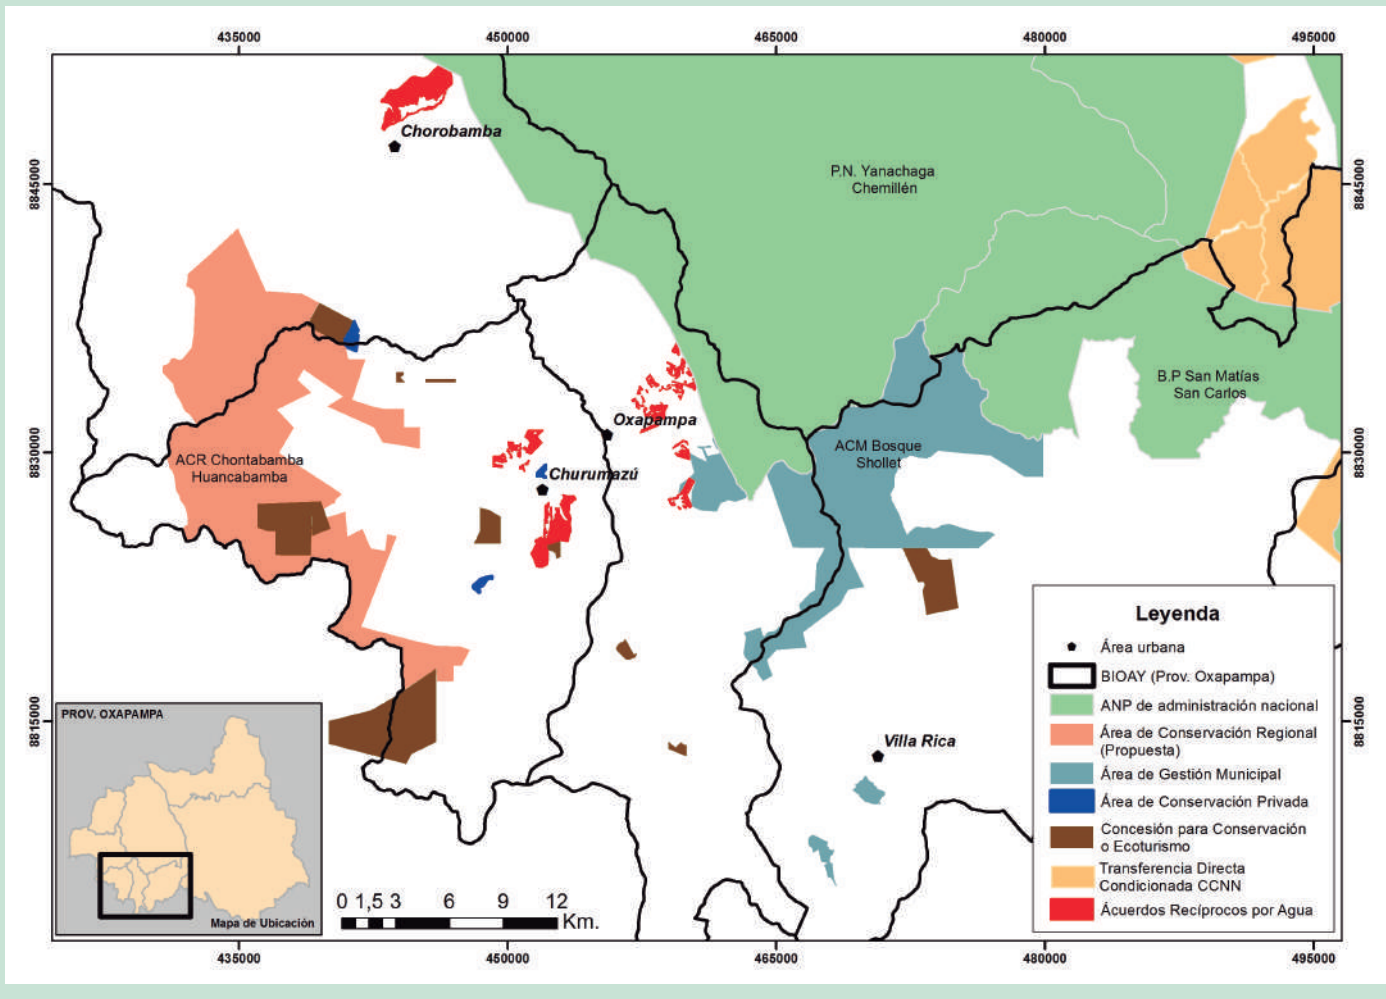 435000
450000
465000
480000
495000
8845000
8845000
Chorobamba
P.N. Yanachaga
Chemillén
B.P San Matías
San Carlos
Oxapampa
ACM Bosque
Shollet
8830000
8830000
ACR Chontabamba
Huancabamba
Churumazú
8815000
8815000
Villa Rica
Leyenda
Área urbana
BIOAY (Prov. Oxapampa)
ANP de administración nacional
Área de Conservación Regional
(Propuesta)
Área de Gestión Municipal
Área de Conservación Privada
Concesión para Conservación
o Ecoturismo
Transferencia Directa
Condicionada CCNN
Ácuerdos Recíprocos por Agua
PROV. OXAPAMPA
Mapa de Ubicación
0 1,5 3 6 9 12
Km.
435000
450000
465000
480000
495000